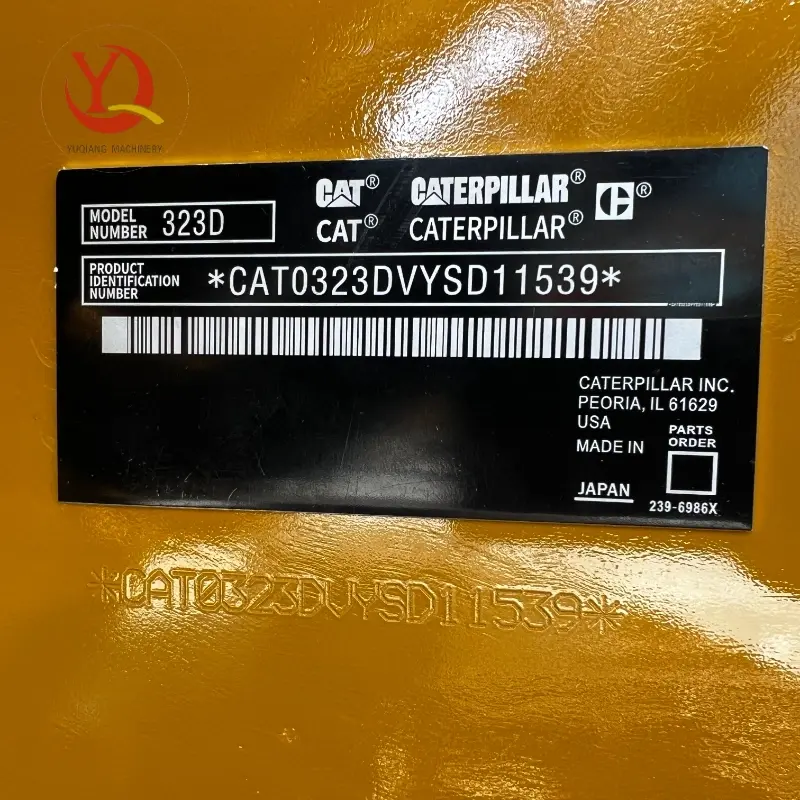 YQ
YUQIANG MACHINERY
MODEL NUMBER 323D
CAT® CATERPILLAR® C®
CAT® CATERPILLAR®
PRODUCT IDENTIFICATION NUMBER *CAT0323DVYSD11539*
CATERPILLAR INC.
PEORIA, IL 61629
USA
MADE IN
JAPAN
PARTS ORDER
239-6986X
*CAT0323DVYSD11539*